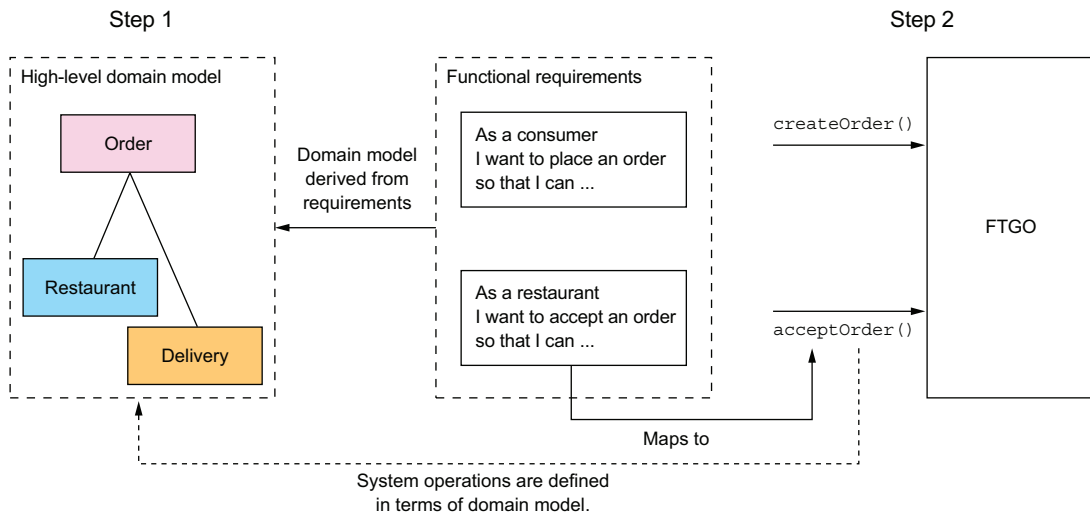 Step 1
Step 2
High-level domain model
Order
Restaurant
Delivery
Domain model
derived from
requirements
Functional requirements
As a consumer
I want to place an order
so that I can ...
As a restaurant
I want to accept an order
so that I can ...
createOrder()
acceptOrder()
FTGO
Maps to
System operations are defined
in terms of domain model.